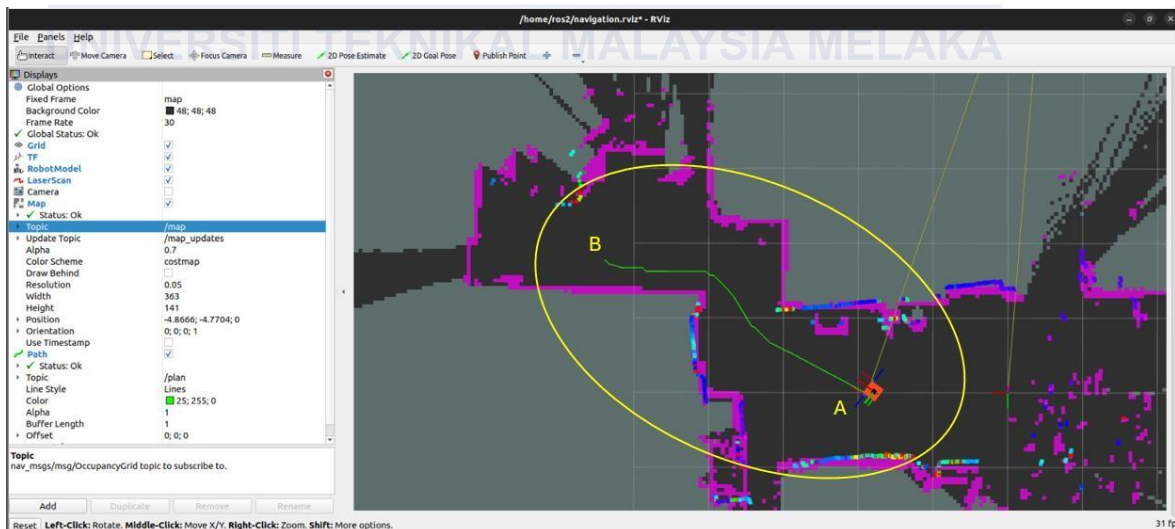 /home/ros2/navigation.rviz* - RViz
UNIVERSITI TEKNIKAL MALAYSIA MELAKA
File Panels Help
Interact Move Camera Select Focus Camera Measure 2D Pose Estimate 2D Goal Pose Publish Point
Displays
Global Options
Fixed Frame map
Background Color 48; 48; 48
Frame Rate 30
Global Status: Ok
Grid
TF
RobotModel
LaserScan
Camera
Map
Status: Ok
Topic /map
Update Topic /map_updates
Alpha 0.7
Color Scheme costmap
Draw Behind
Resolution 0.05
Width 363
Height 141
Position -4.8666; -4.7704; 0
Orientation 0; 0; 0; 1
Use Timestamp
Path
Status: Ok
Topic /plan
Line Style Lines
Color 25; 255; 0
Alpha 1
Buffer Length 1
Offset 0; 0; 0
B
A
Topic
nav_msgs/msg/OccupancyGrid topic to subscribe to.
Add Duplicate Remove Rename
Reset Left-Click: Rotate. Middle-Click: Move X/Y. Right-Click: Zoom. Shift: More options.